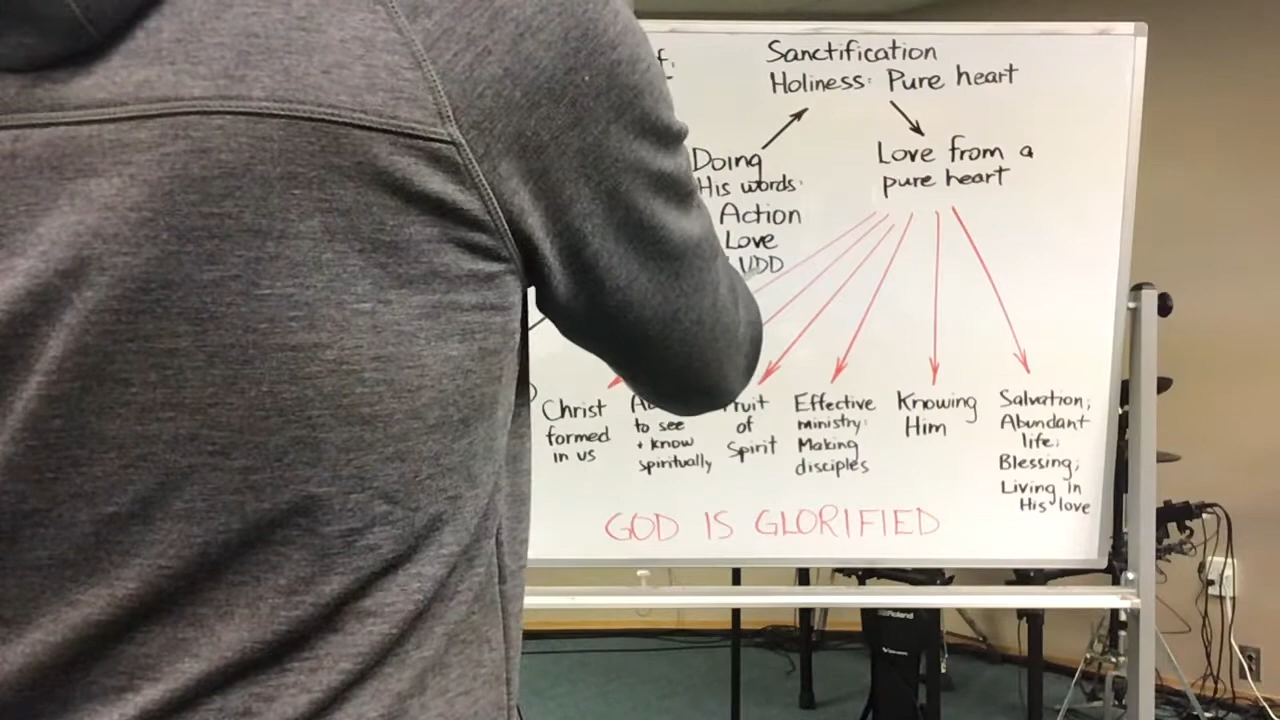 Sanctification
Holiness: Pure heart
Doing
His words:
Action
Love
Love from a
pure heart
Christ
formed
in us
to see
+ know
spiritually
Fruit
of
Spirit
Effective
ministry:
Making
disciples
Knowing
Him
Salvation;
Abundant
life;
Blessing;
Living in
His love
GOD IS GLORIFIED
Roland